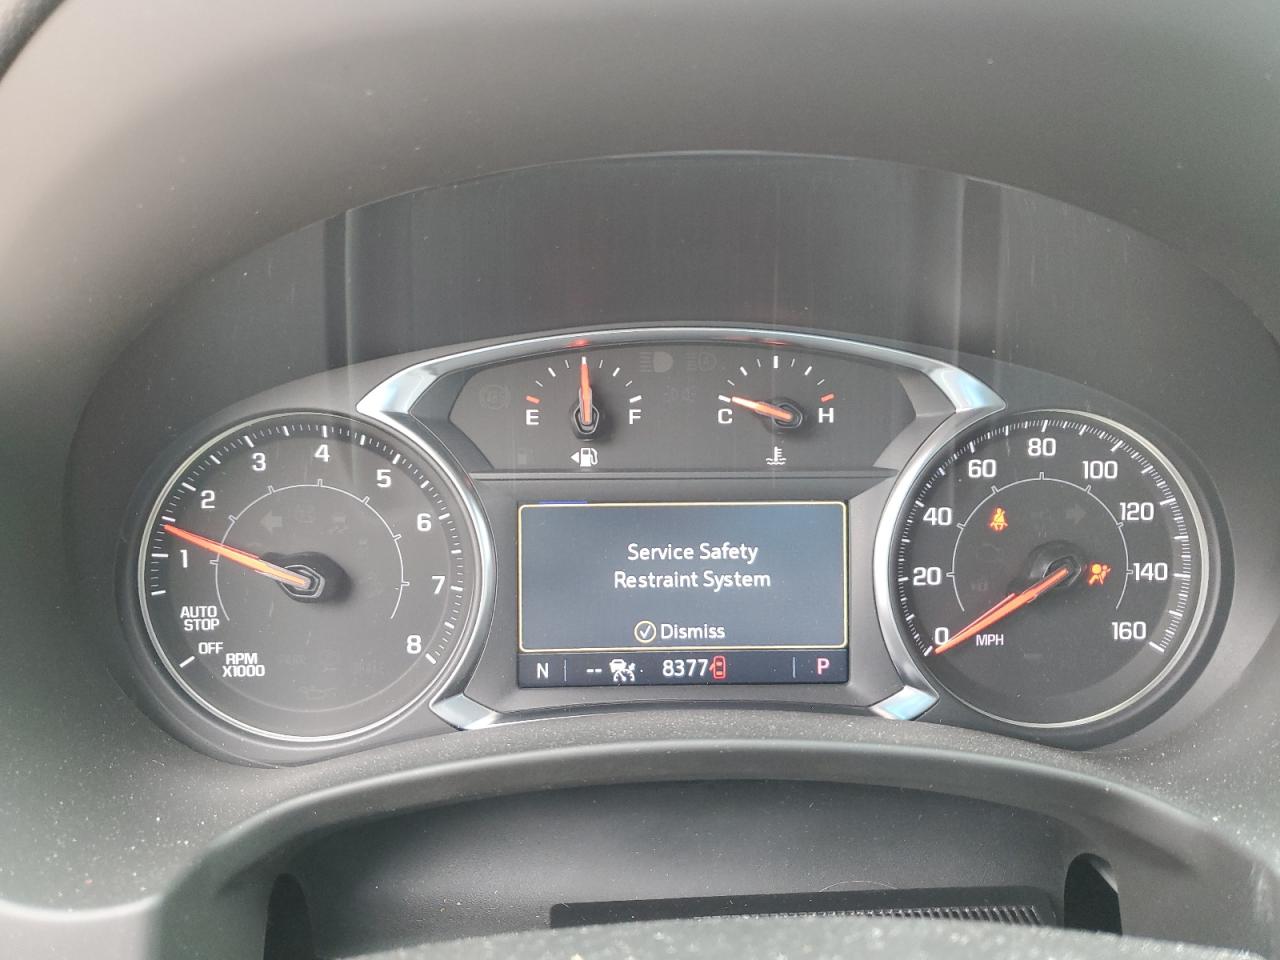 1
2
3
4
5
6
7
8
AUTO
STOP
OFF
RPM
X1000
E
F
C
H
Service Safety
Restraint System
Dismiss
N
--
8377
P
0
20
40
60
80
100
120
140
160
MPH